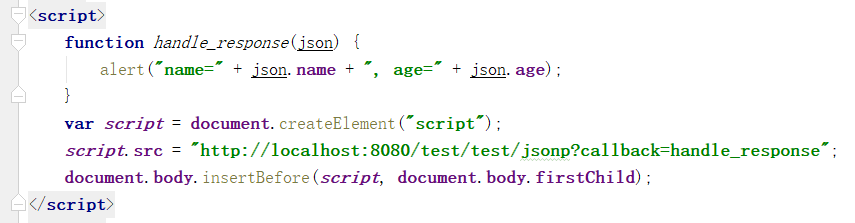 <script>
function handle_response(json) {
alert("name=" + json.name + ", age=" + json.age);
}
var script = document.createElement("script");
script.src = "http://localhost:8080/test/test/jsonp?callback=handle_response";
document.body.insertBefore(script, document.body.firstChild);
</script>